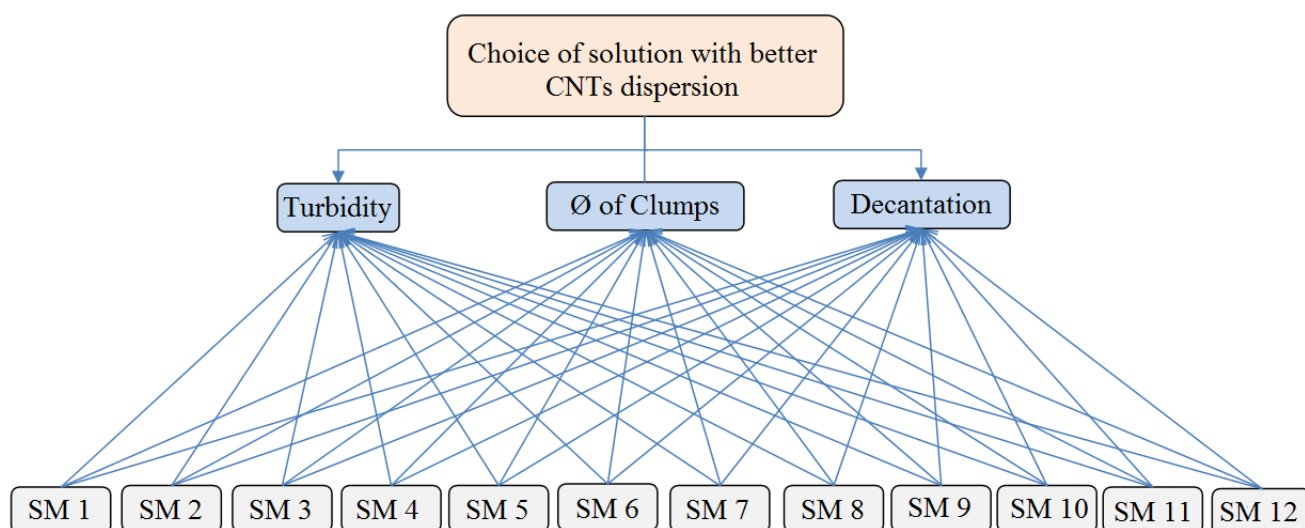 Choice of solution with better
CNTs dispersion
Turbidity
Ø of Clumps
Decantation
SM 1
SM 2
SM 3
SM 4
SM 5
SM 6
SM 7
SM 8
SM 9
SM 10
SM 11
SM 12